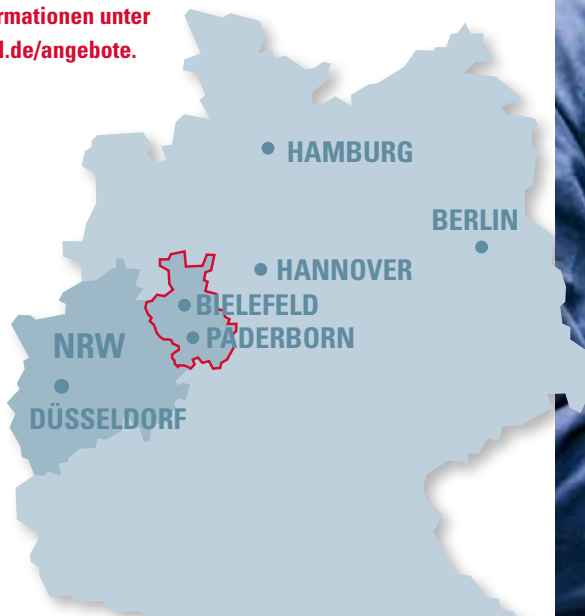 rmationen unter
l.de/angebote.
HAMBURG
BERLIN
HANNOVER
BIELEFELD
PADERBORN
NRW
DÜSSELDORF